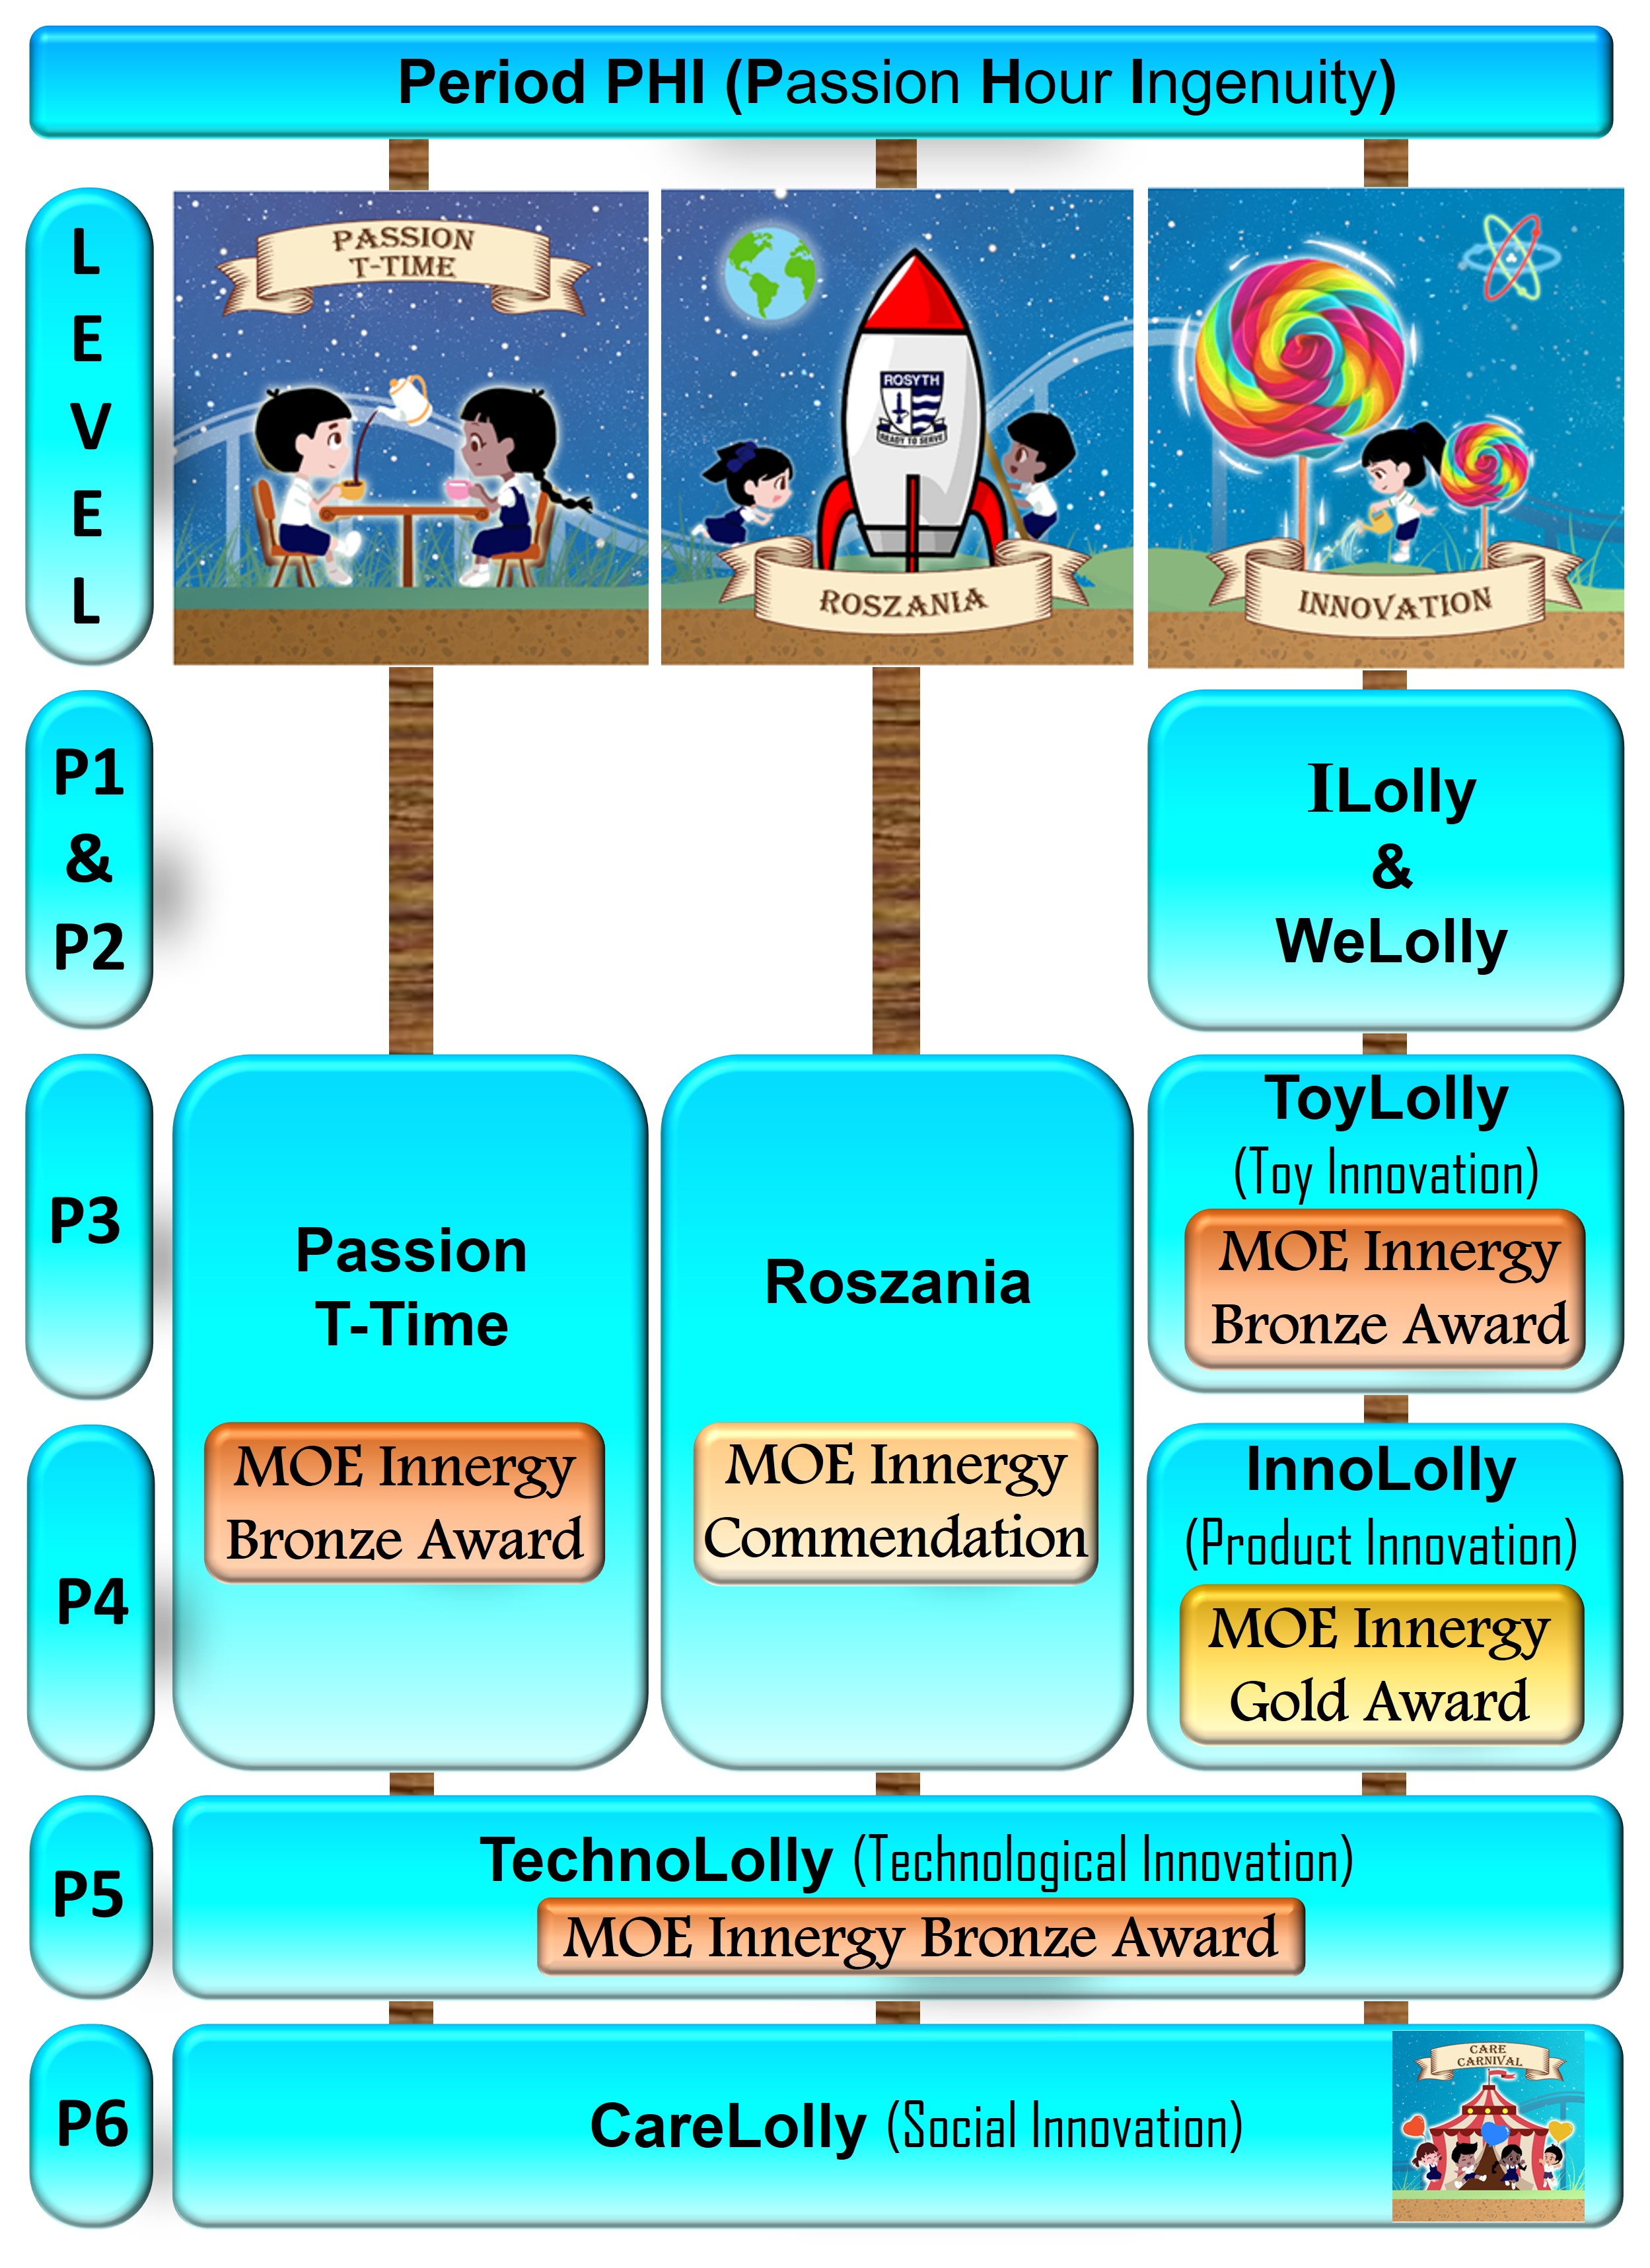 Period PHI (Passion Hour Ingenuity)
L
E
V
E
L
PASSION
T-TIME
ROSYTH
READY TO SERVE
ROSZANIA
INNOVATION
P1
&
P2
ILolly
&
WeLolly
P3
P4
Passion
T-Time
MOE Innergy
Bronze Award
Roszania
MOE Innergy
Commendation
ToyLolly
(Toy Innovation)
MOE Innergy
Bronze Award
InnoLolly
(Product Innovation)
MOE Innergy
Gold Award
P5
TechnoLolly (Technological Innovation)
MOE Innergy Bronze Award
P6
CareLolly (Social Innovation)
CARE
CARNIVAL